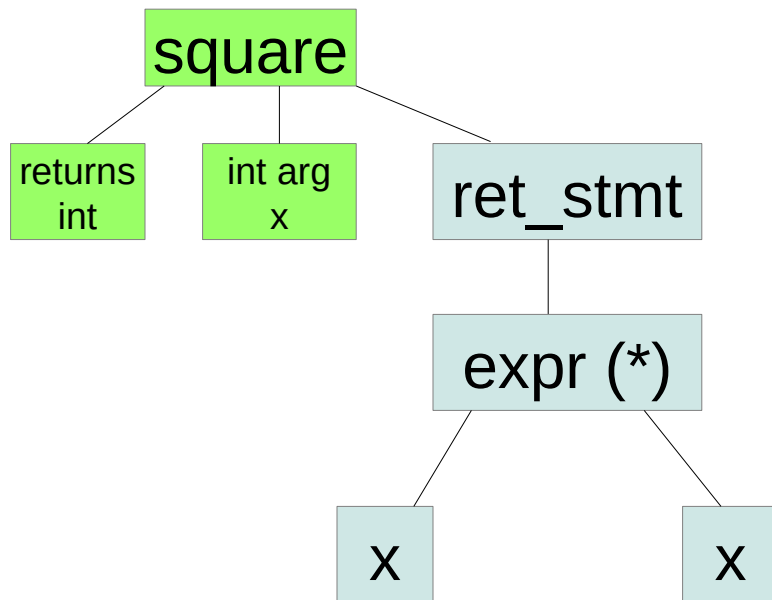 square
returns
int
int arg
x
ret_stmt
expr (*)
x
x